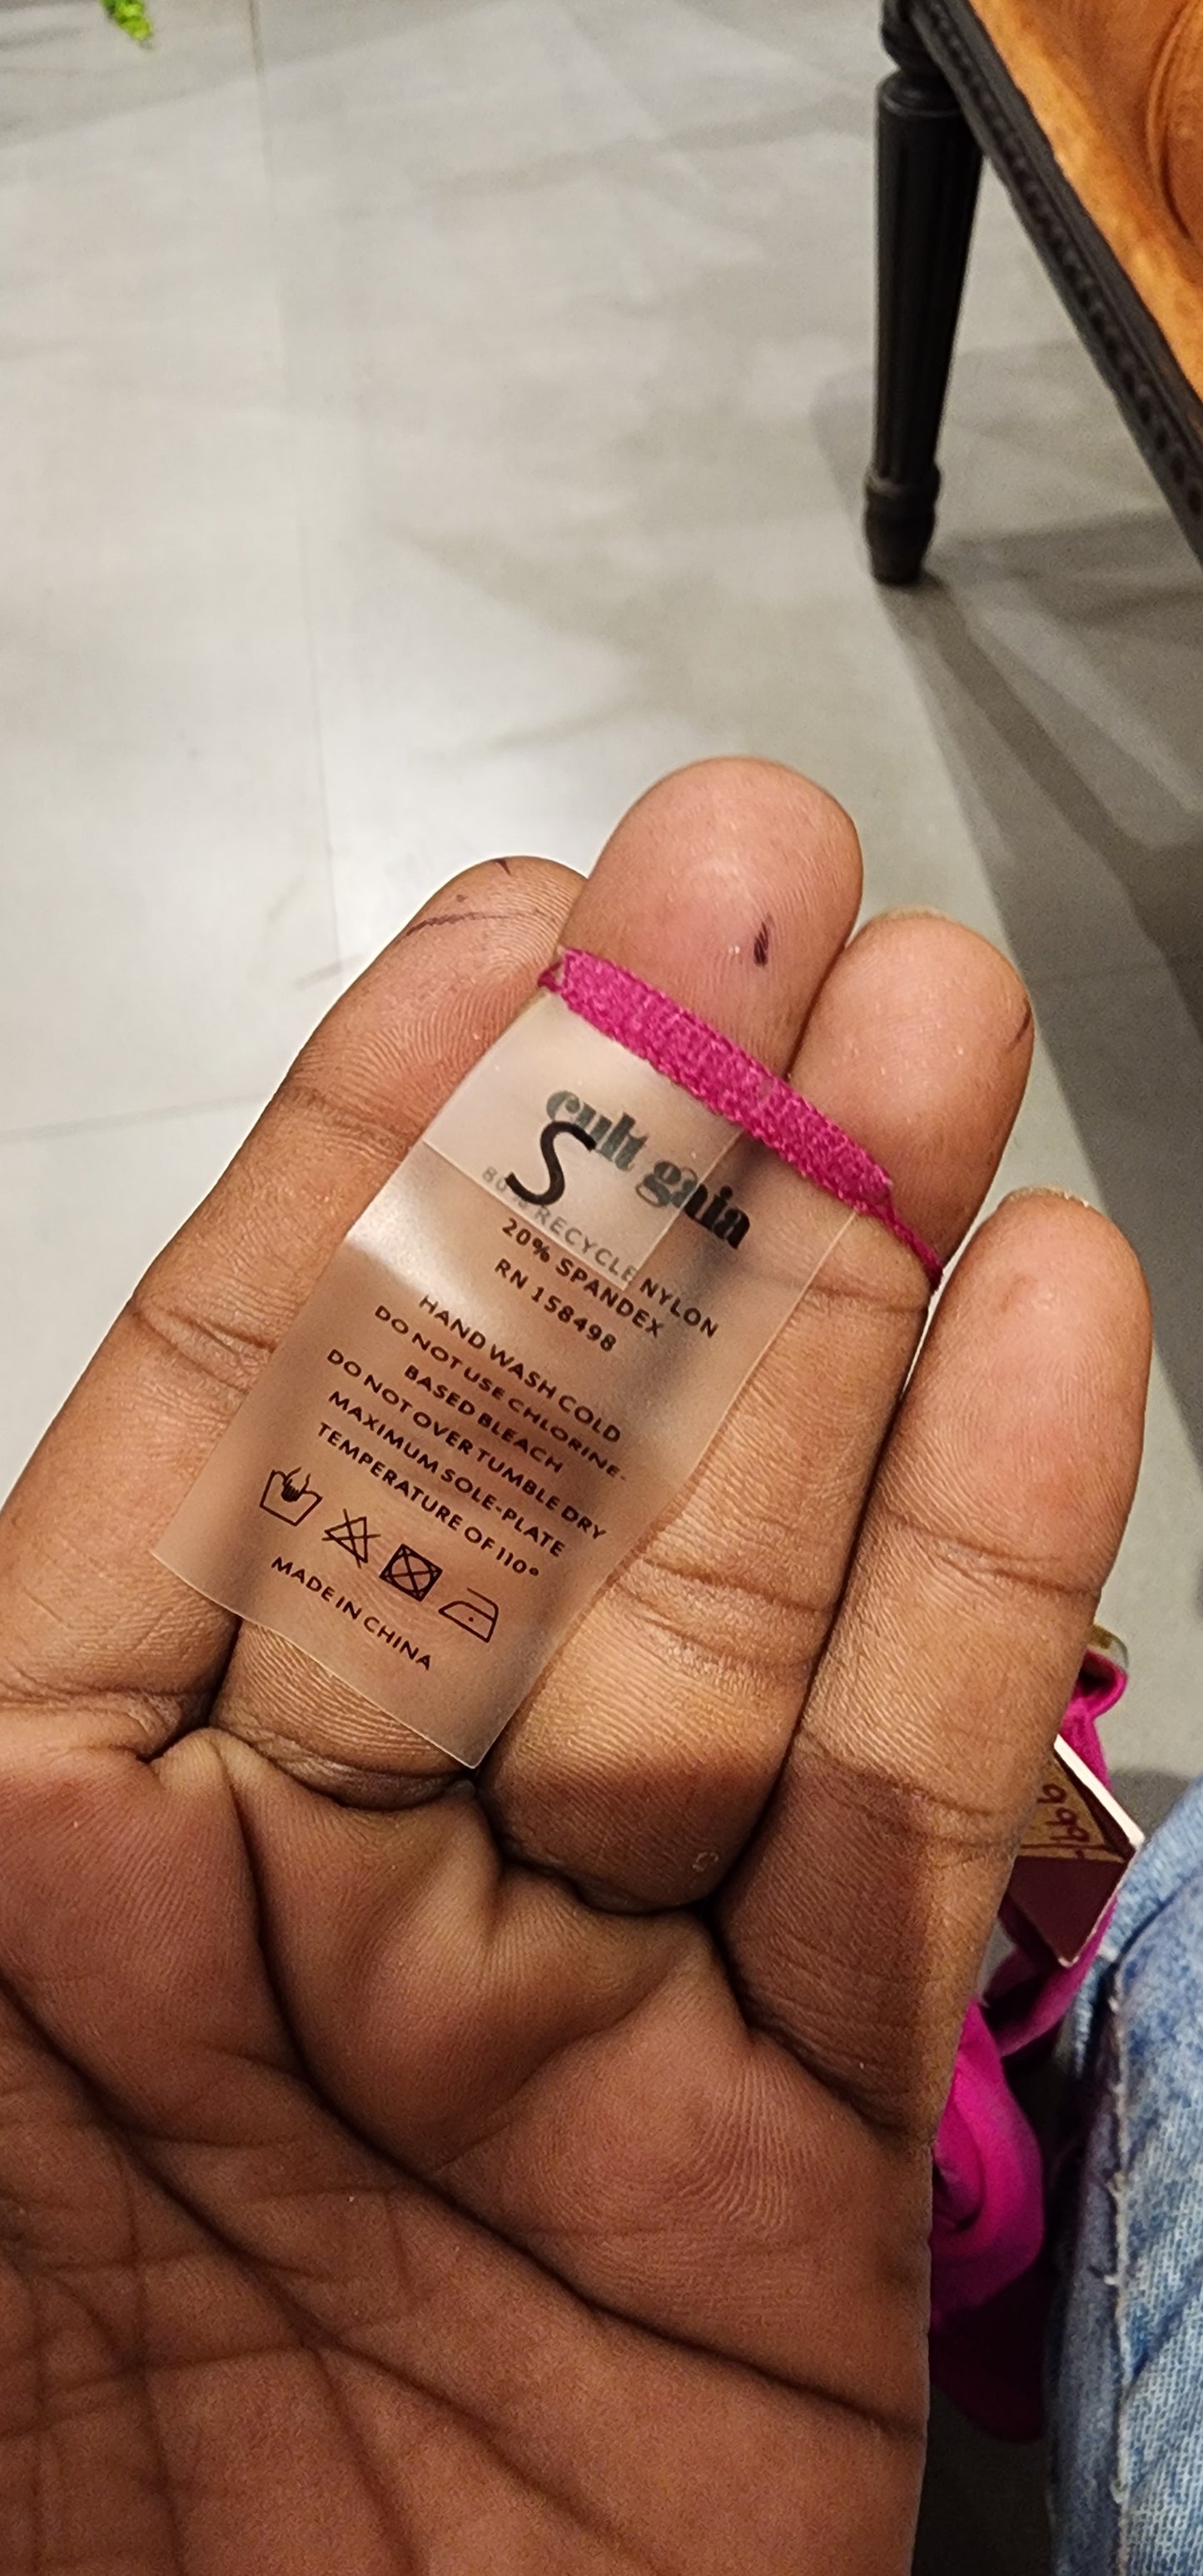 cult gaia
S
80% RECYCLE NYLON
20% SPANDEX
RN 158498
HAND WASH COLD
DO NOT USE CHLORINE-
BASED BLEACH
DO NOT OVER TUMBLE DRY
MAXIMUM SOLE-PLATE
TEMPERATURE OF 110°
MADE IN CHINA